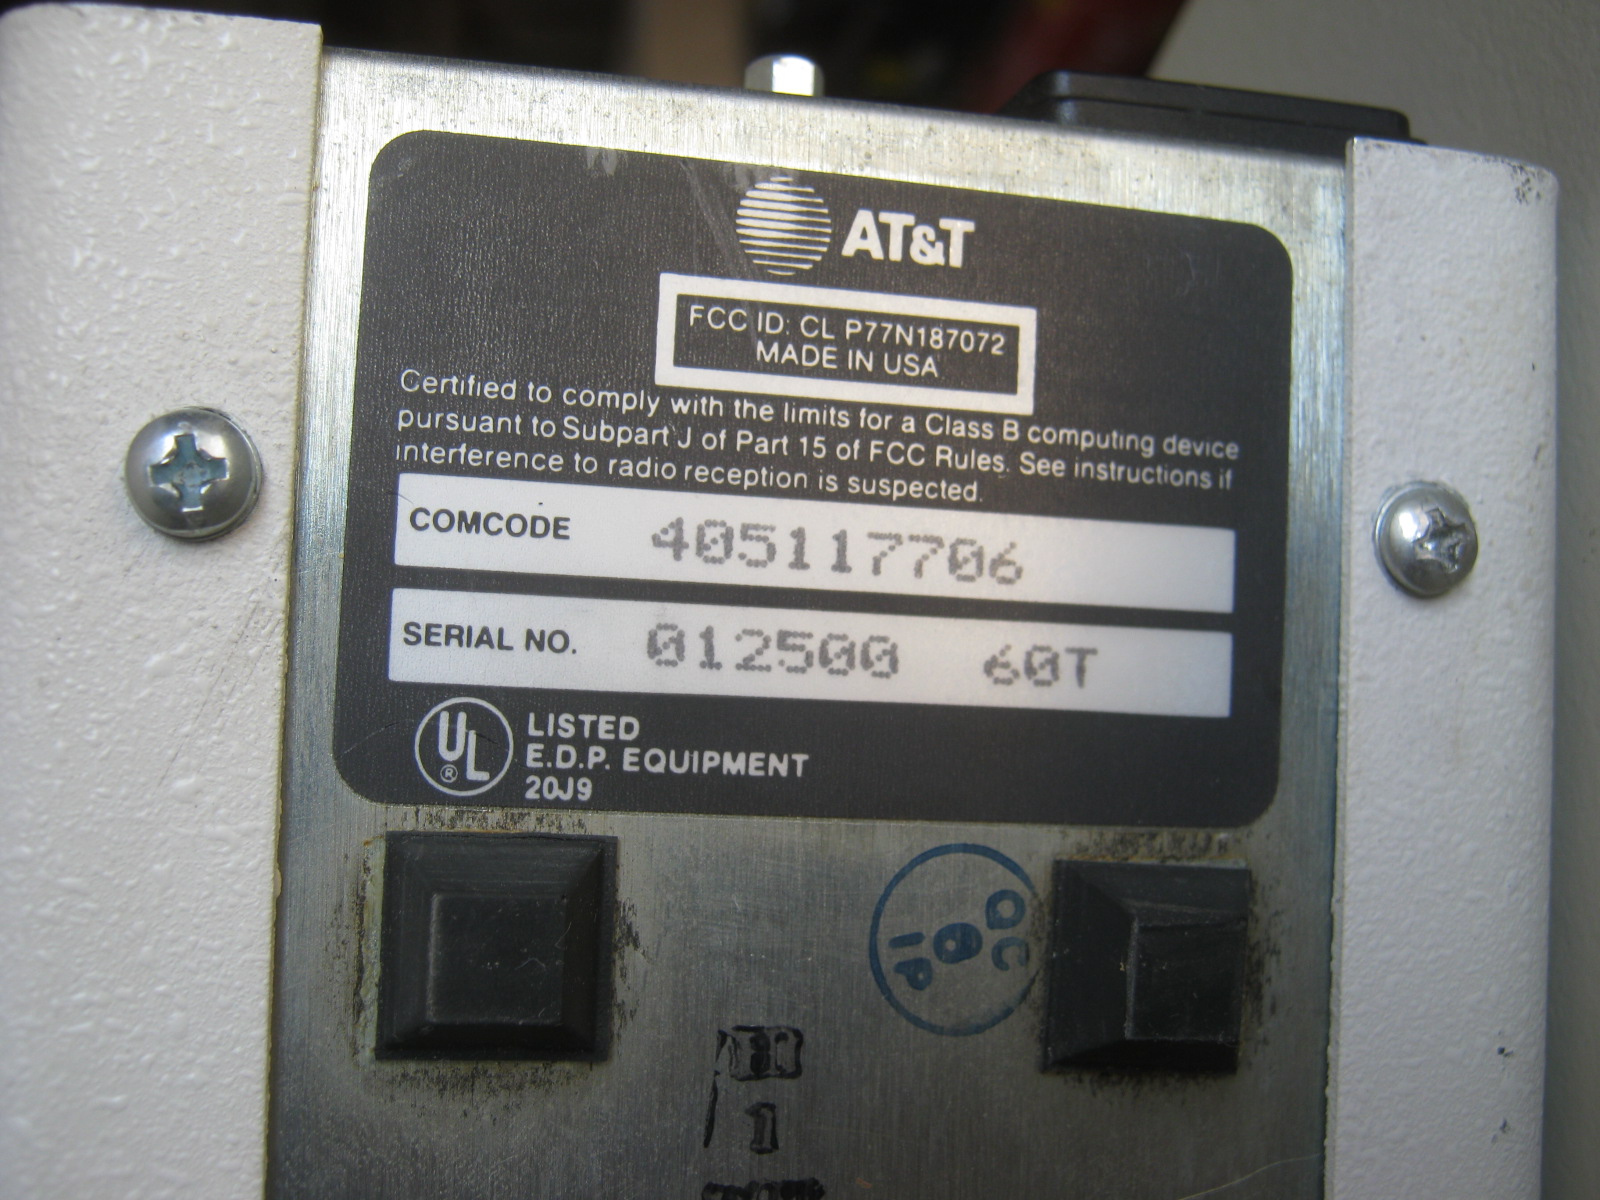 AT&T
FCC ID: CL P77N187072
MADE IN USA
Certified to comply with the limits for a Class B computing device
pursuant to Subpart J of Part 15 of FCC Rules. See instructions if
interference to radio reception is suspected.
COMCODE 405117706
SERIAL NO. 012500 60T
UL ® LISTED
E.D.P. EQUIPMENT
20J9
QC
P1
1